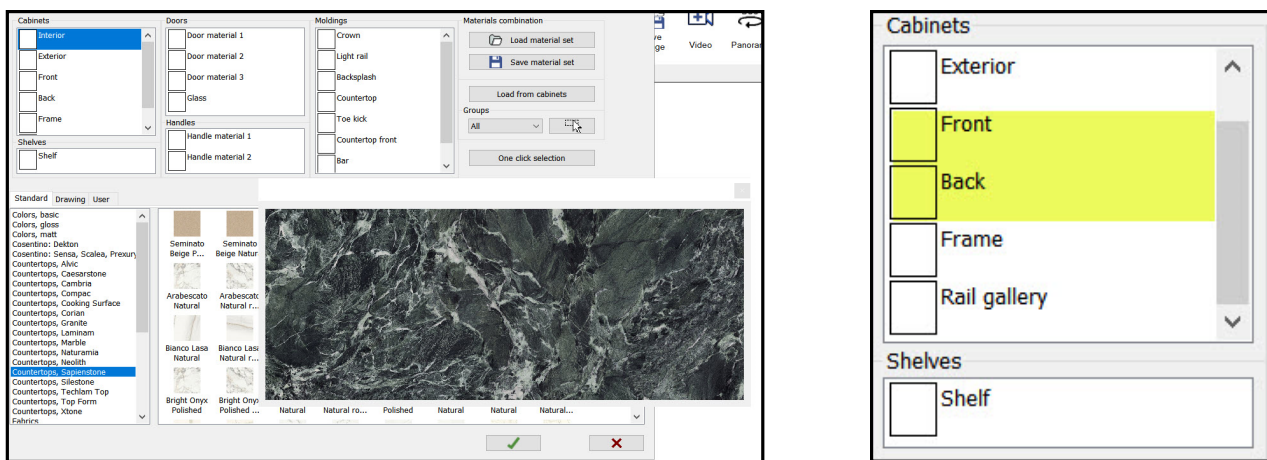 Cabinets
Interior
Exterior
Front
Back
Frame
Shelves
Shelf
Doors
Door material 1
Door material 2
Door material 3
Glass
Handles
Handle material 1
Handle material 2
Moldings
Crown
Light rail
Backsplash
Countertop
Toe kick
Countertop front
Bar
Materials combination
Load material set
Save material set
Load from cabinets
Groups
All
One click selection
Video
Panorar
Standard Drawing User
Colors, basic
Colors, gloss
Colors, matt
Cosentino: Dekton
Cosentino: Sensa, Scalea, Prexury
Countertops, Alvic
Countertops, Caesarstone
Countertops, Cambria
Countertops, Compac
Countertops, Cooking Surface
Countertops, Corian
Countertops, Granite
Countertops, Laminam
Countertops, Marble
Countertops, Naturamia
Countertops, Neolith
Countertops, Sapienstone
Countertops, Silestone
Countertops, Techlam Top
Countertops, Top Form
Countertops, Xtone
Fabrics
Seminato Seminato
Beige P... Beige Natur
Arabescato Arabescato
Natural Natural r...
Bianco Lasa Bianco Lasa
Natural Natural r...
Bright Onyx Bright Onyx
Polished Polished ... Natural Natural ro... Polished Natural Natural Natural...
Cabinets
Exterior
Front
Back
Frame
Rail gallery
Shelves
Shelf